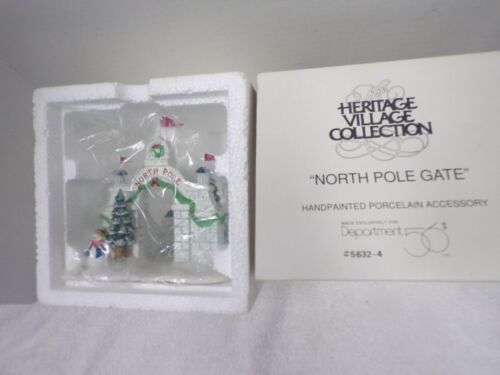 NORTH POLE
The
HERITAGE
VILLAGE
COLLECTION
"NORTH POLE GATE"
HANDPAINTED PORCELAIN ACCESSORY
MADE EXCLUSIVELY FOR
Department 56
#5632-4